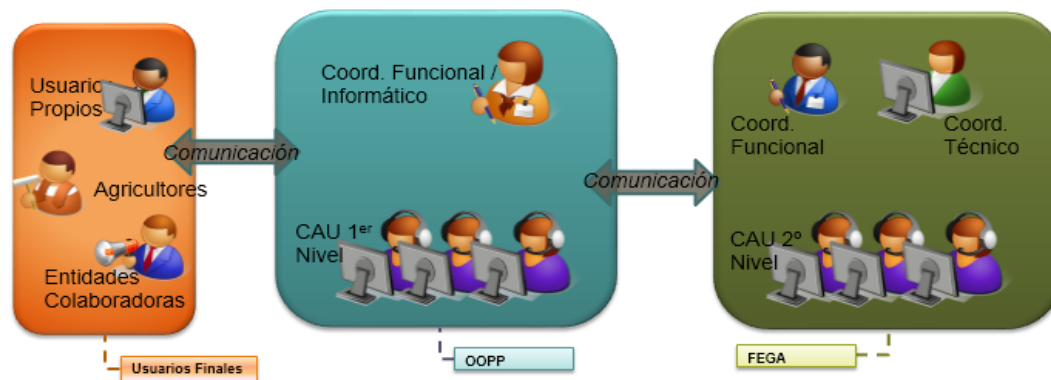 Usuario
Propios
Agricultores
Entidades
Colaboradoras
Comunicación
Coord. Funcional /
Informático
CAU 1er
Nivel
Comunicación
Coord.
Funcional
Coord.
Técnico
CAU 2º
Nivel
Usuarios Finales
OOPP
FEGA